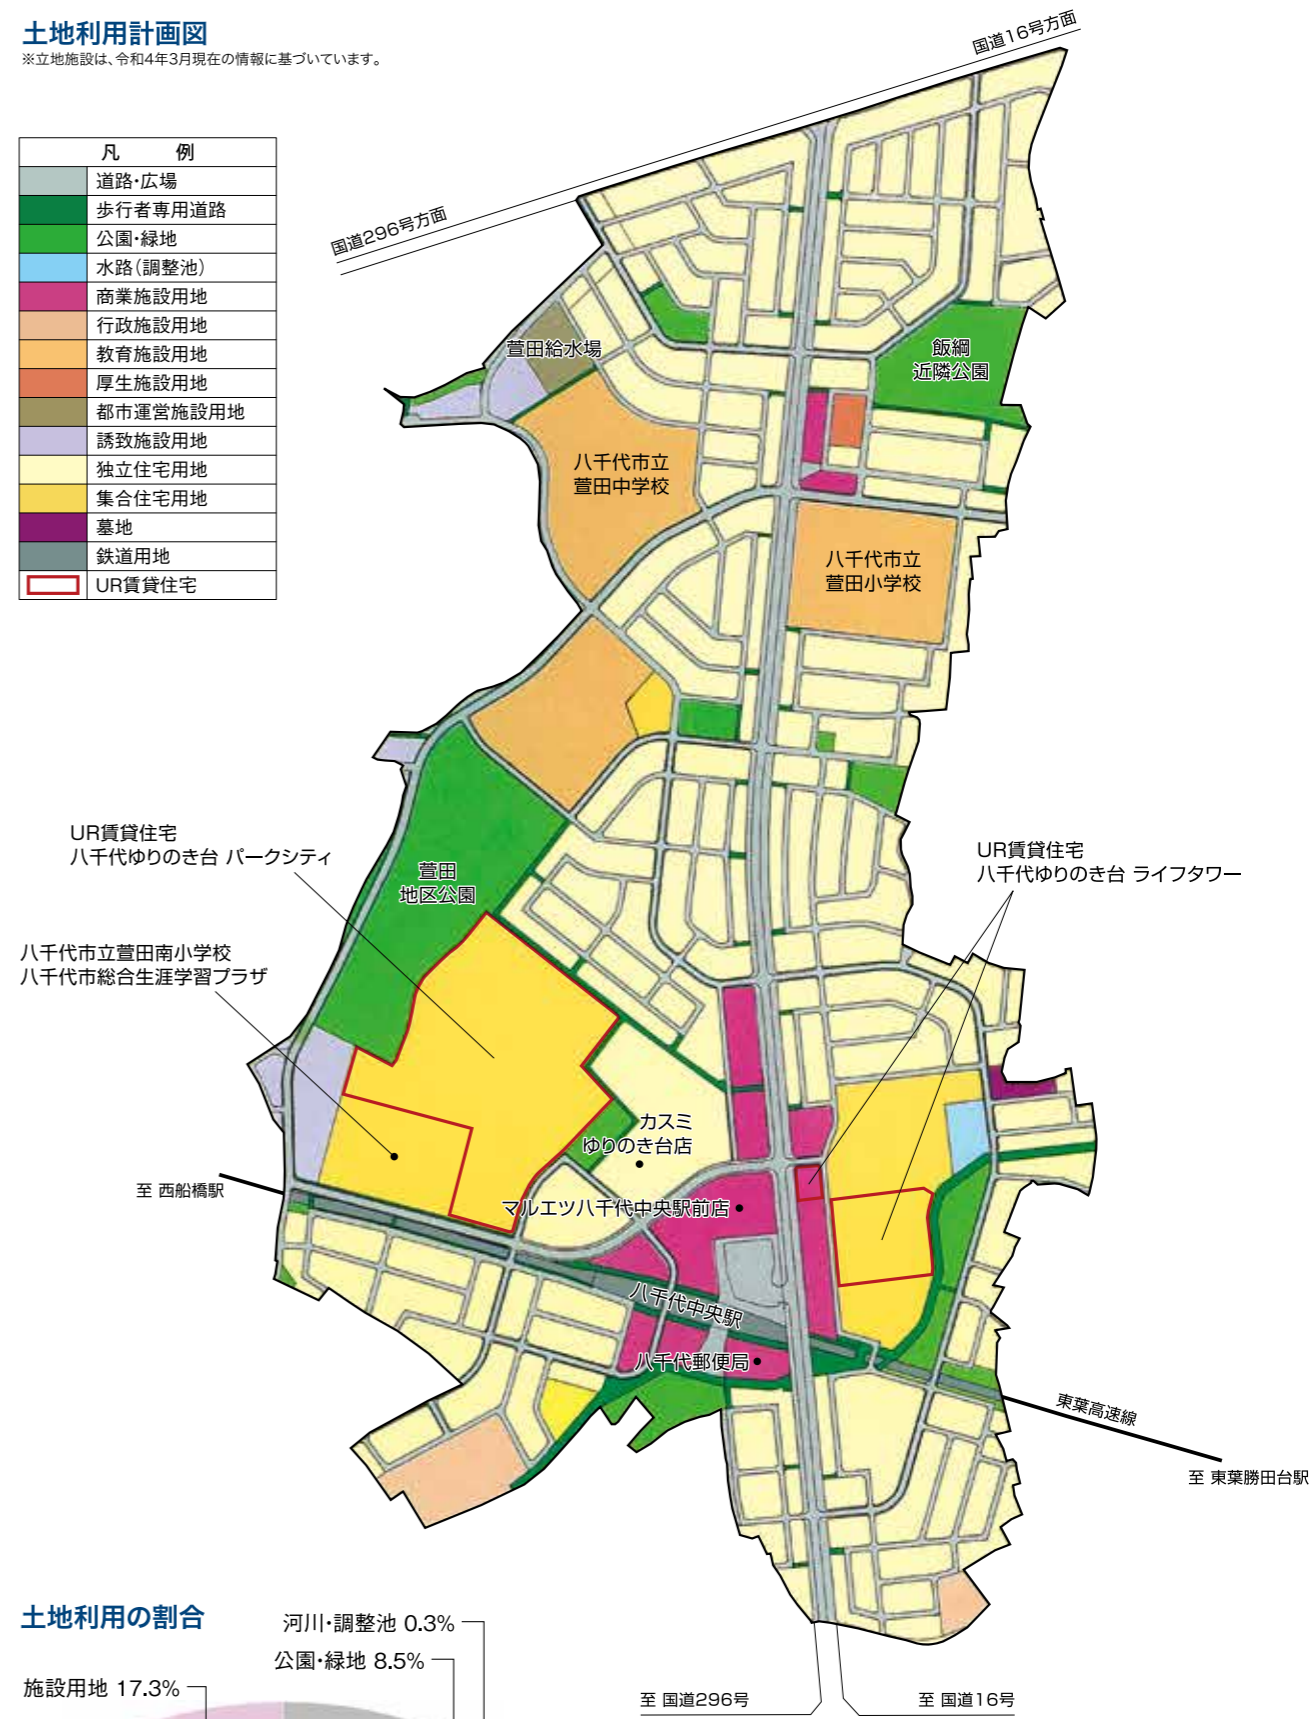 土地利用計画図
※立地施設は、令和4年3月現在の情報に基づいています。
凡 例
道路・広場
歩行者専用道路
公園・緑地
水路(調整池)
商業施設用地
行政施設用地
教育施設用地
厚生施設用地
都市運営施設用地
誘致施設用地
独立住宅用地
集合住宅用地
墓地
鉄道用地
UR賃貸住宅
国道16号方面
国道296号方面
萱田給水場
飯綱
近隣公園
八千代市立
萱田中学校
八千代市立
萱田小学校
UR賃貸住宅
八千代ゆりのき台 パークシティ
UR賃貸住宅
八千代ゆりのき台 ライフタワー
萱田
地区公園
八千代市立萱田南小学校
八千代市総合生涯学習プラザ
カスミ
ゆりのき台店
至 西船橋駅
マルエツ八千代中央駅前店
八千代中央駅
八千代郵便局
東葉高速線
至 東葉勝田台駅
土地利用の割合
河川・調整池 0.3%
公園・緑地 8.5%
施設用地 17.3%
至 国道296号
至 国道16号